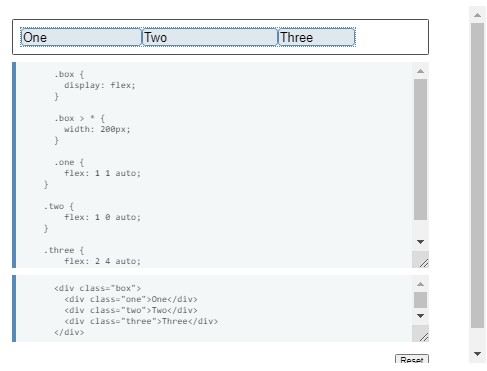 One Two Three
.box {
display: flex;
}
.box > * {
width: 200px;
}
.one {
flex: 1 1 auto;
}
.two {
flex: 1 0 auto;
}
.three {
flex: 2 4 auto;
<div class="box">
<div class="one">One</div>
<div class="two">Two</div>
<div class="three">Three</div>
</div>
Reset